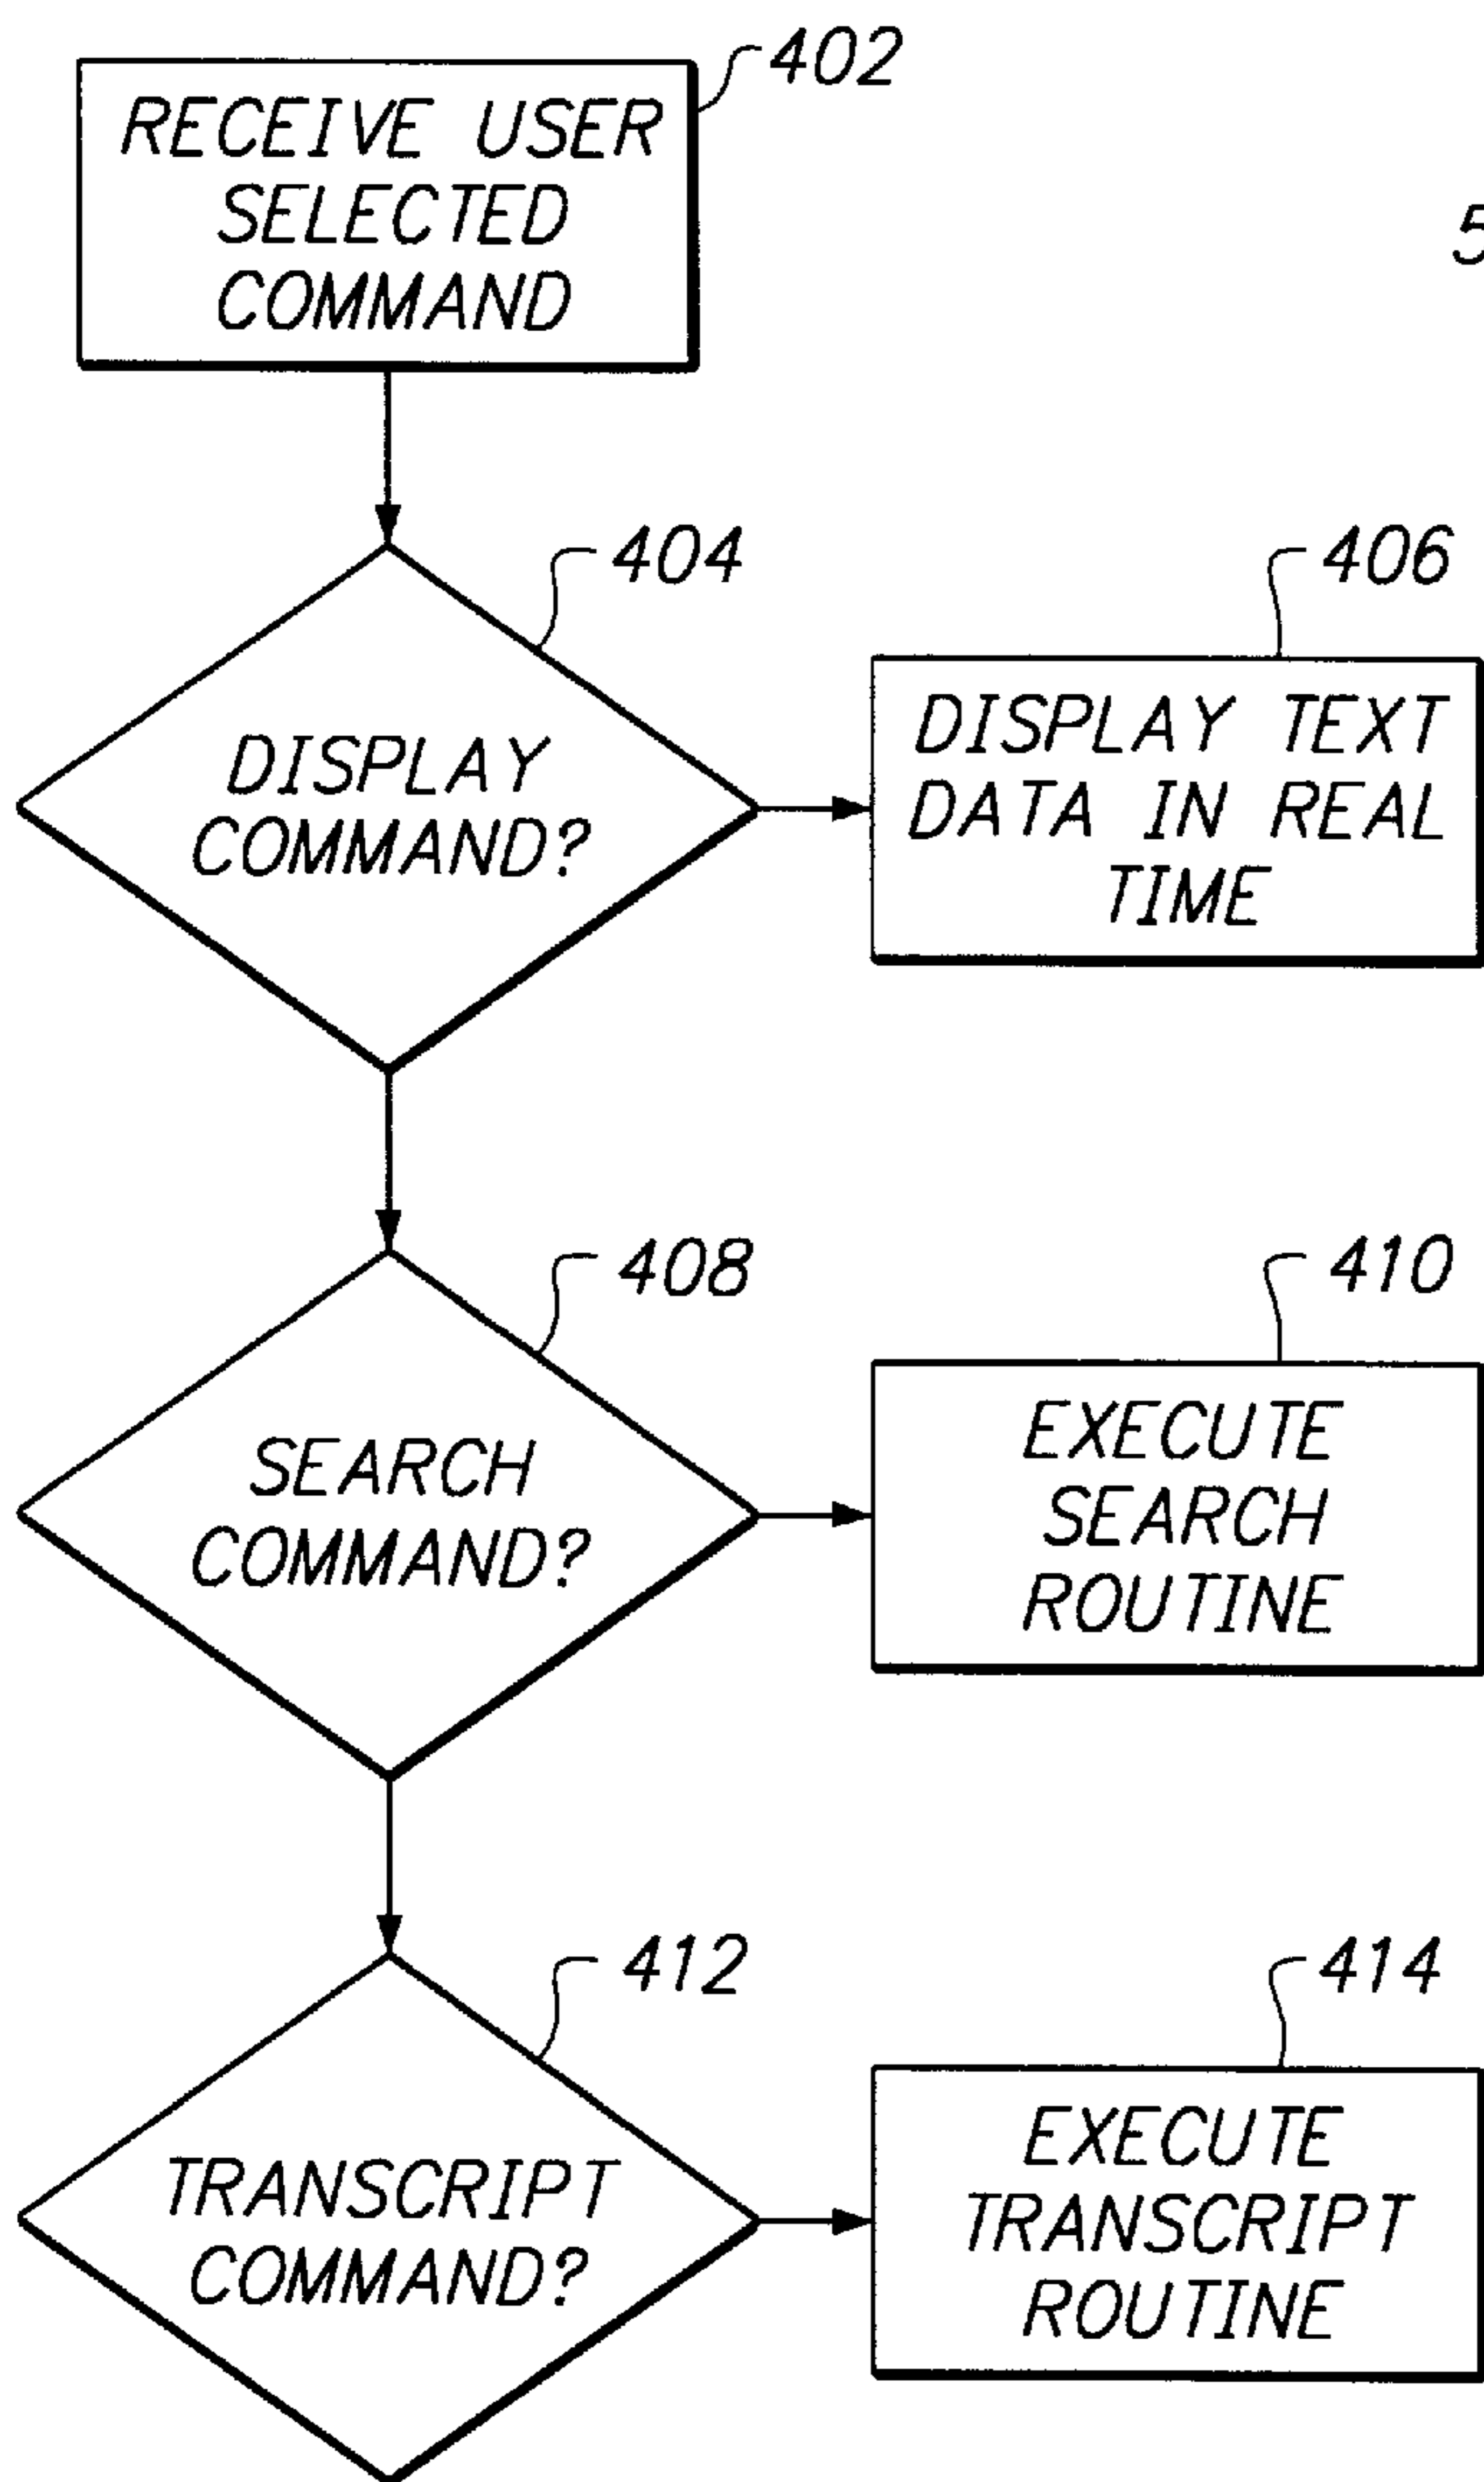 402
RECEIVE USER
SELECTED
COMMAND
5
404
406
DISPLAY
COMMAND?
DISPLAY TEXT
DATA IN REAL
TIME
408
410
SEARCH
COMMAND?
EXECUTE
SEARCH
ROUTINE
412
414
TRANSCRIPT
COMMAND?
EXECUTE
TRANSCRIPT
ROUTINE